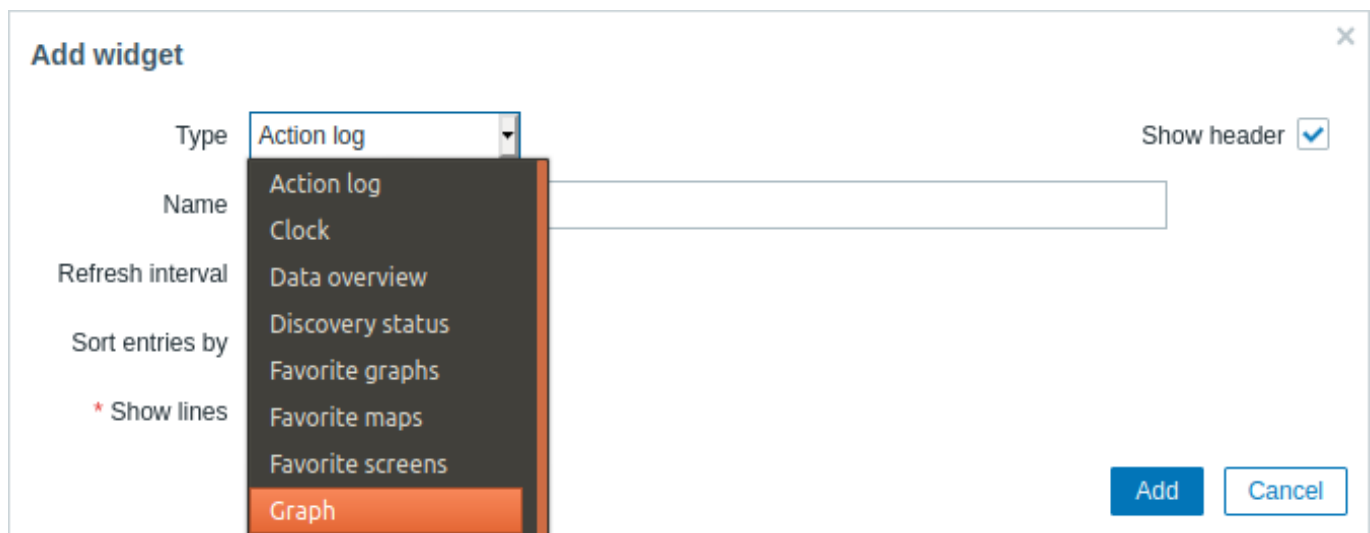 Add widget
Type Action log Show header
Action log
Name
Clock
Refresh interval Data overview
Discovery status
Sort entries by
Favorite graphs
* Show lines Favorite maps
Favorite screens
Add Cancel
Graph